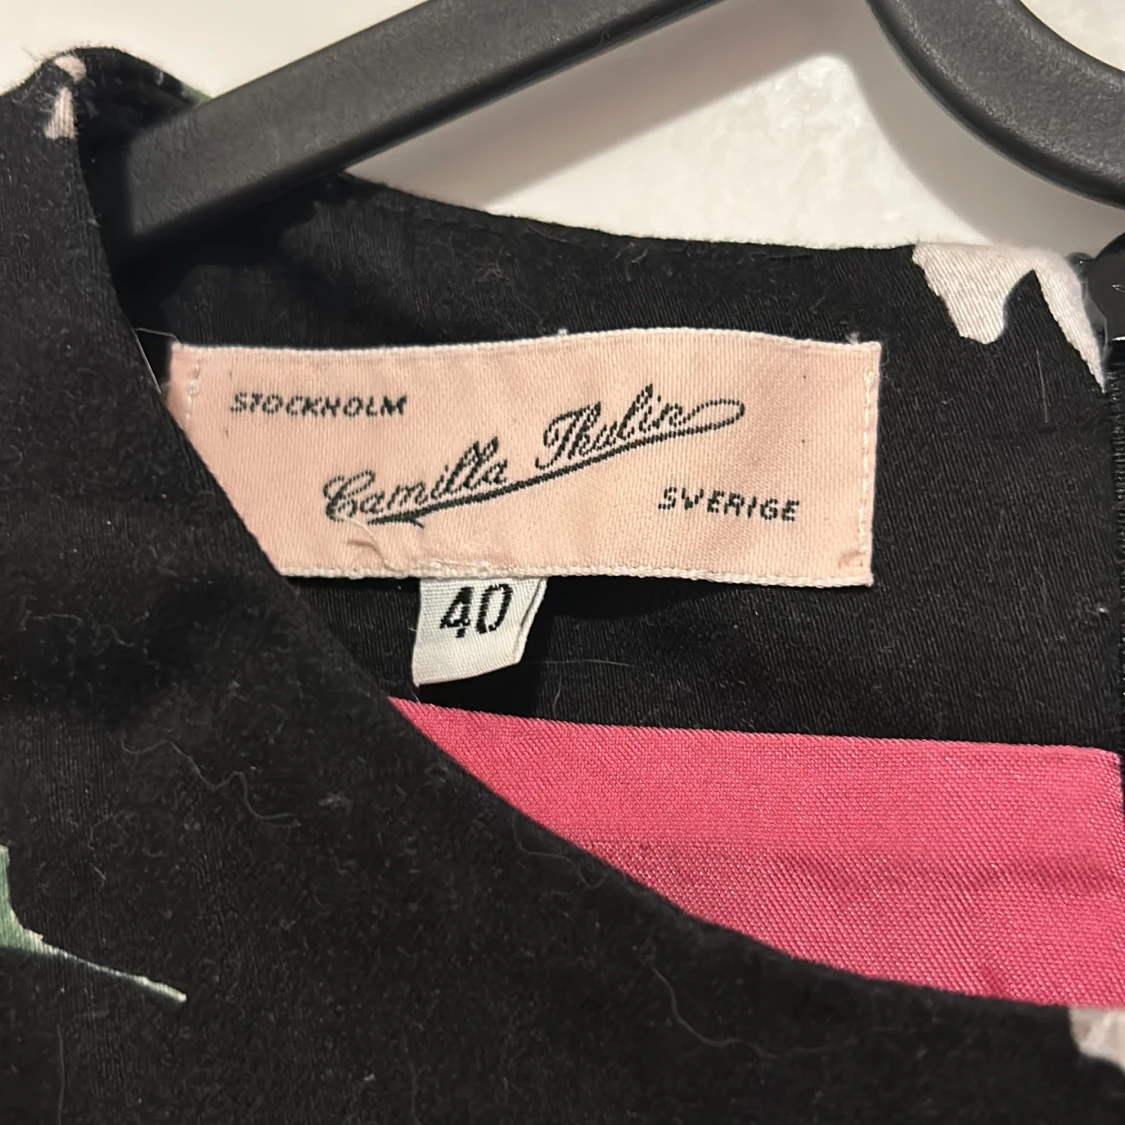 STOCKHOLM
Camilla Thulin
SVERIGE
40